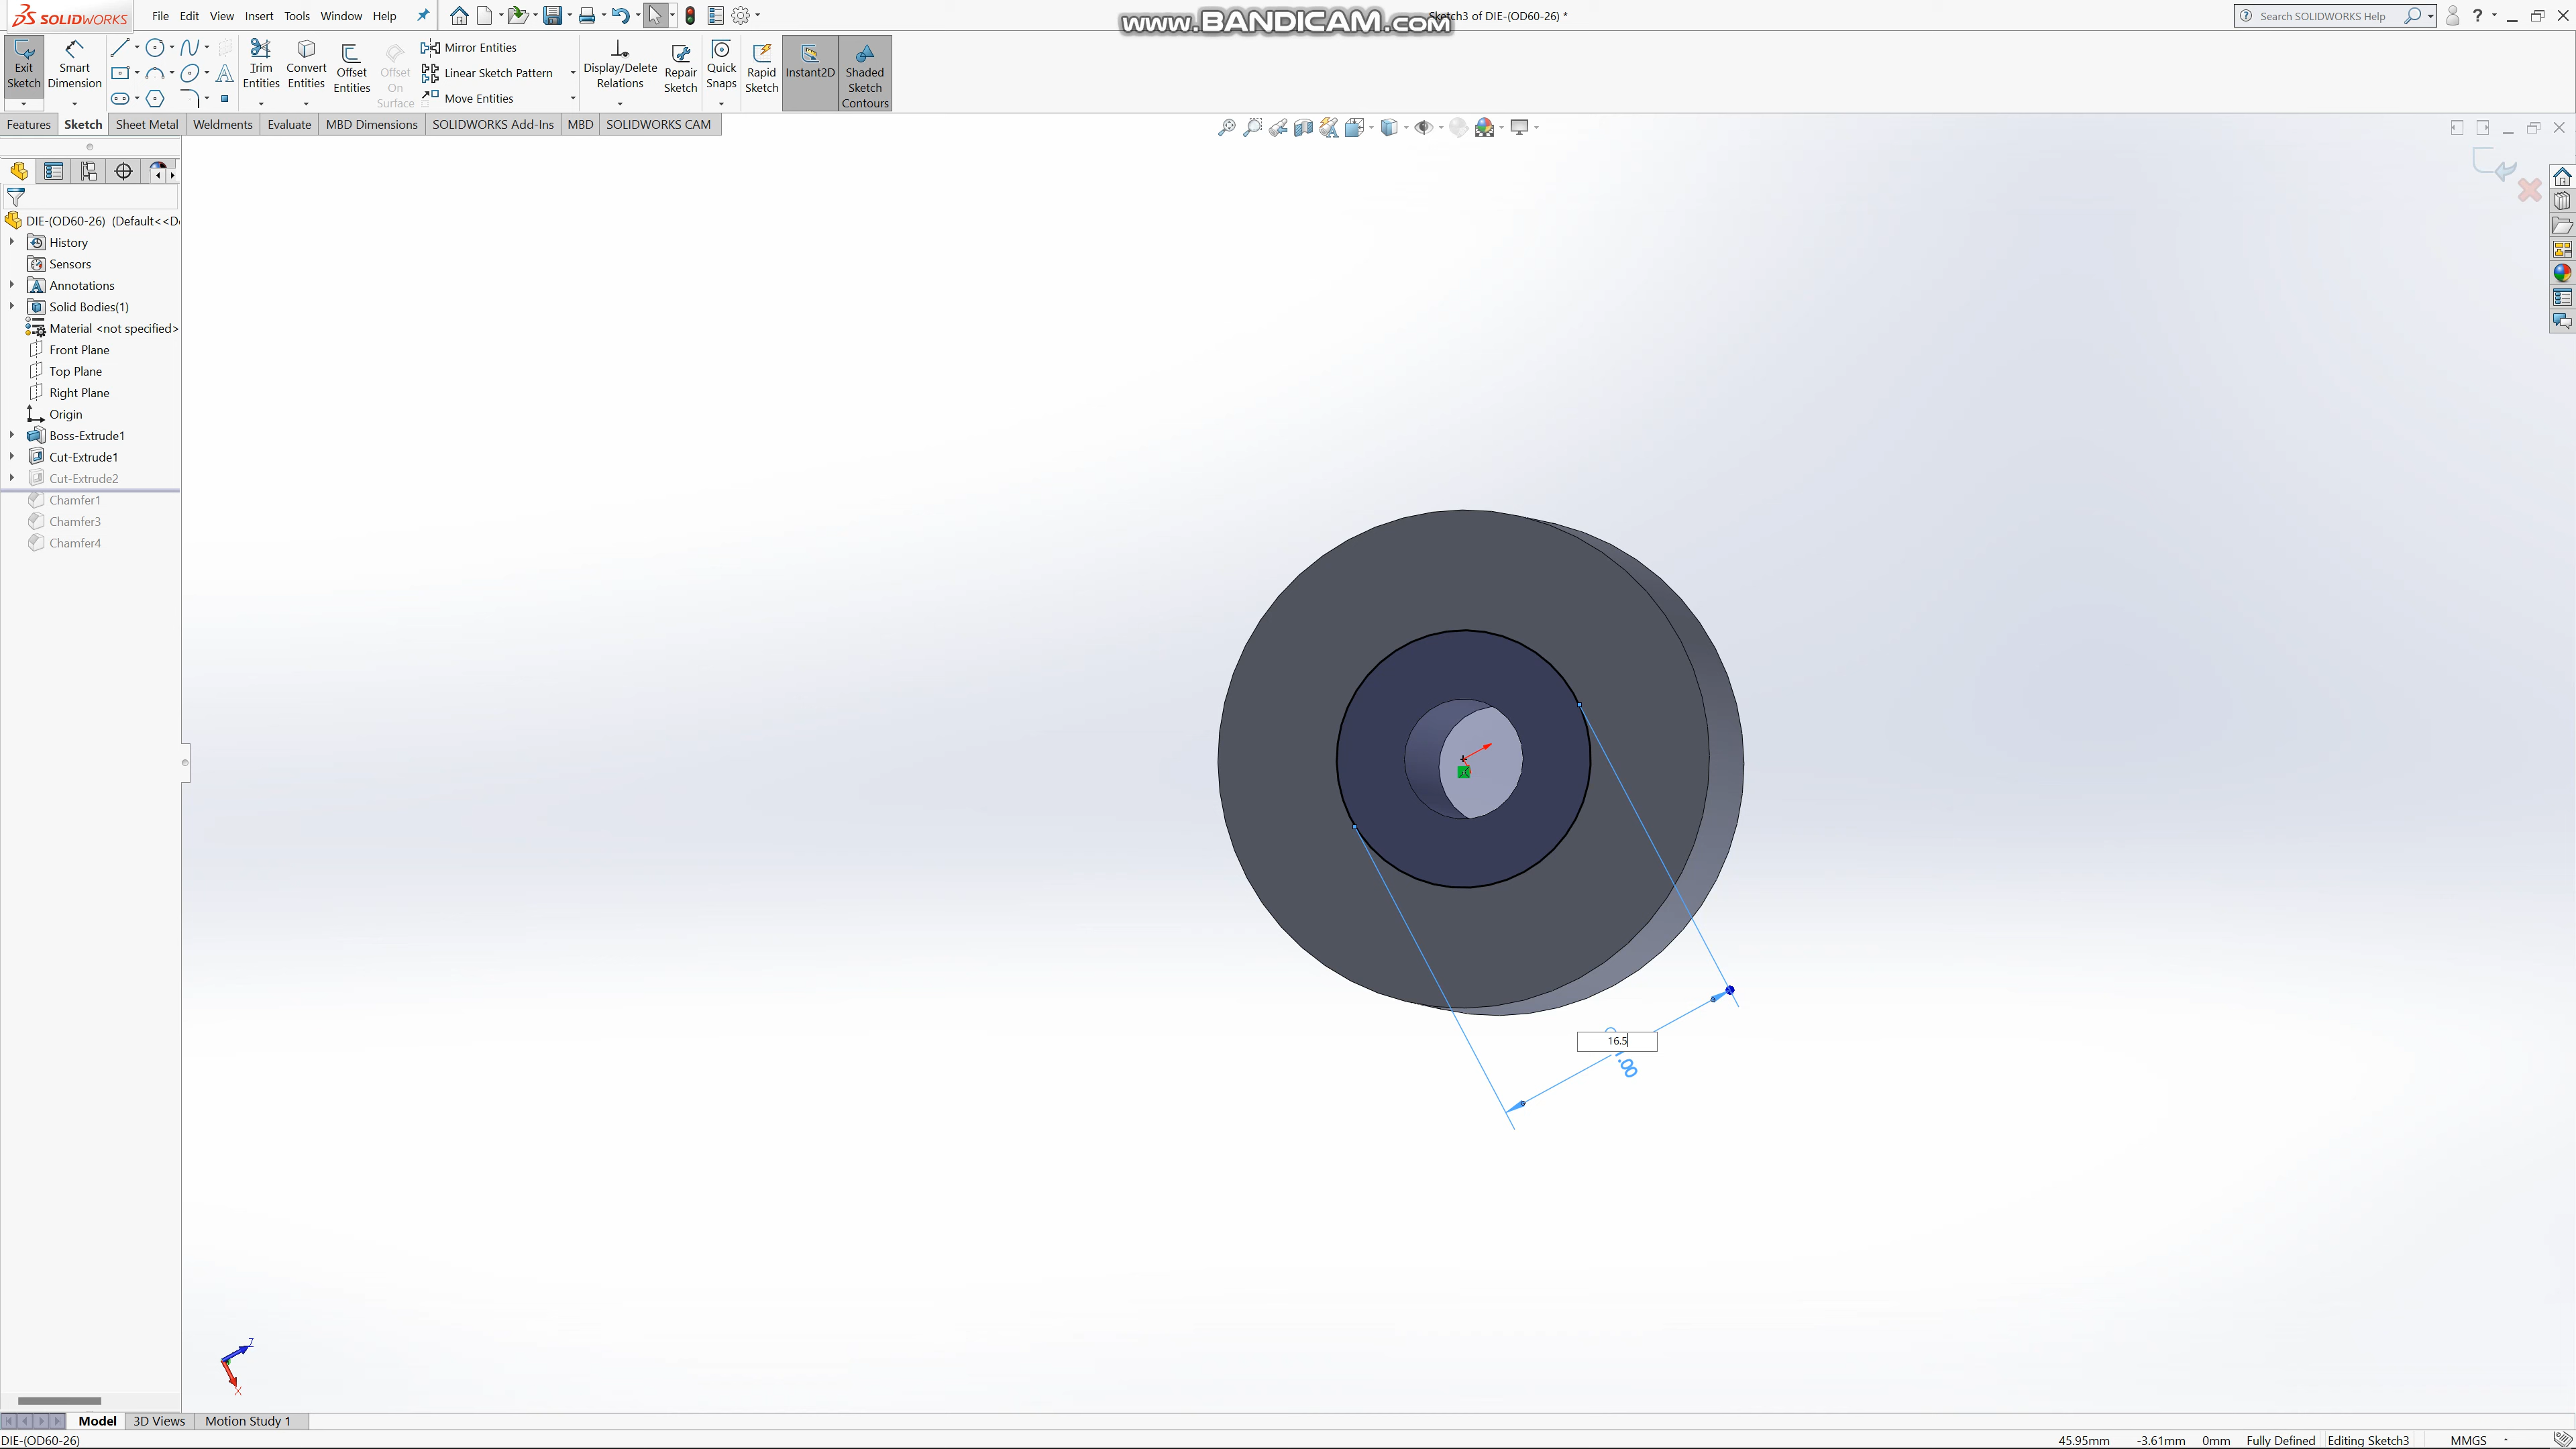 SOLIDWORKS File Edit View Insert Tools Window Help
www.BANDICAM.com
Sketch3 of DIE-(OD60-26) *
Search SOLIDWORKS Help
Exit Sketch
Smart Dimension
Trim Entities
Convert Entities
Offset Entities
Offset On Surface
Mirror Entities
Linear Sketch Pattern
Move Entities
Display/Delete Relations
Repair Sketch
Quick Snaps
Rapid Sketch
Instant2D
Shaded Sketch Contours
Features Sketch Sheet Metal Weldments Evaluate MBD Dimensions SOLIDWORKS Add-Ins MBD SOLIDWORKS CAM
DIE-(OD60-26) (Default<<D
History
Sensors
Annotations
Solid Bodies(1)
Material <not specified>
Front Plane
Top Plane
Right Plane
Origin
Boss-Extrude1
Cut-Extrude1
Cut-Extrude2
Chamfer1
Chamfer3
Chamfer4
16.5
.00
Z
X
Model 3D Views Motion Study 1
DIE-(OD60-26)
45.95mm -3.61mm 0mm Fully Defined Editing Sketch3 MMGS